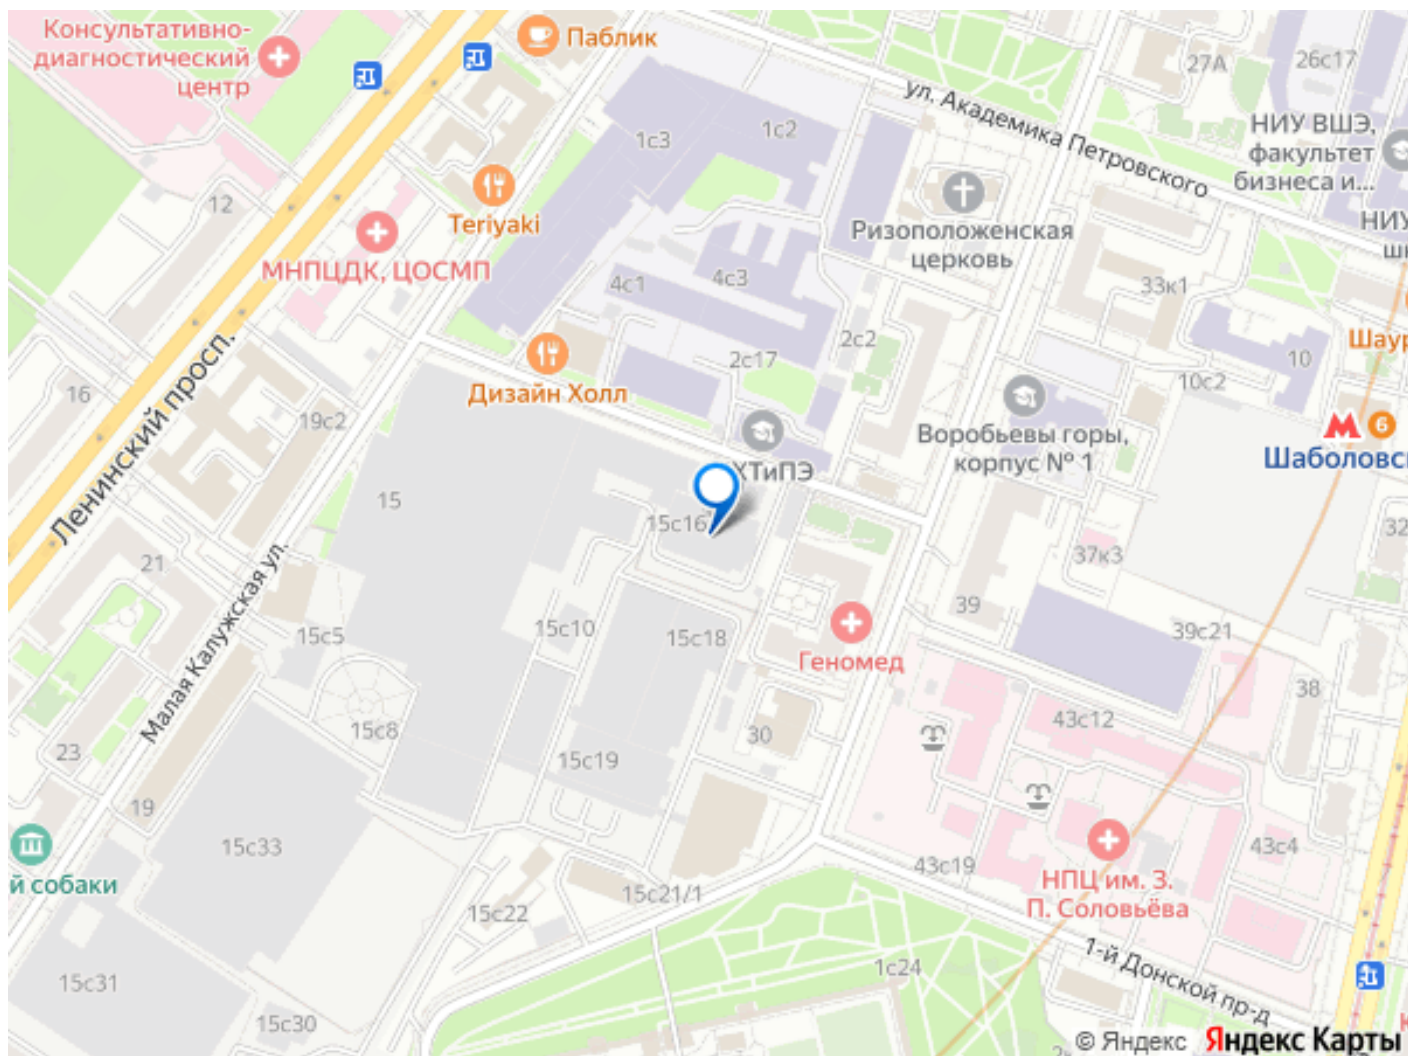 Консультативно-
диагностический
центр
Паблик
27А
26с17
ул. Академика Петровского
НИУ ВШЭ,
факультет
бизнеса и...
1с3
1с2
12
Teriyaki
МНПЦДК, ЦОСМП
Ризоположенская
церковь
НИУ
4с1
4с3
33к1
2с2
Шаур
Ленинский просп.
Дизайн Холл
2с17
10
10с2
16
19с2
6
Воробьевы горы,
корпус № 1
Шаболовс
ХТиПЭ
15
15с16
32
37к3
21
Малая Калужская ул.
15с5
15с10
15с18
39
39с21
Геномед
38
15с8
43с12
23
30
15с19
19
15с33
43с19
43с4
й собаки
НПЦ им. З.
П. Соловьёва
15с22
15с21/1
1-й Донской пр-д
1с24
15с31
15с30
© Яндекс Яндекс Карты